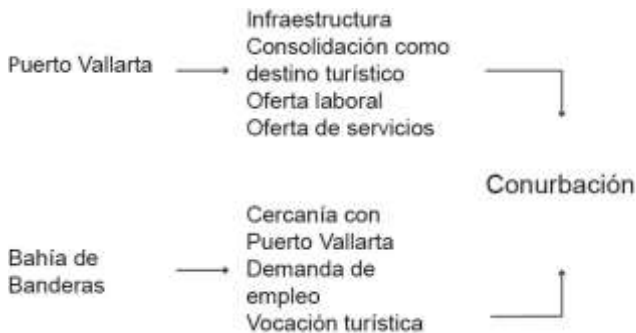 Puerto Vallarta
Infraestructura
Consolidación como
destino turístico
Oferta laboral
Oferta de servicios
Conurbación
Bahía de
Banderas
Cercanía con
Puerto Vallarta
Demanda de
empleo
Vocación turística